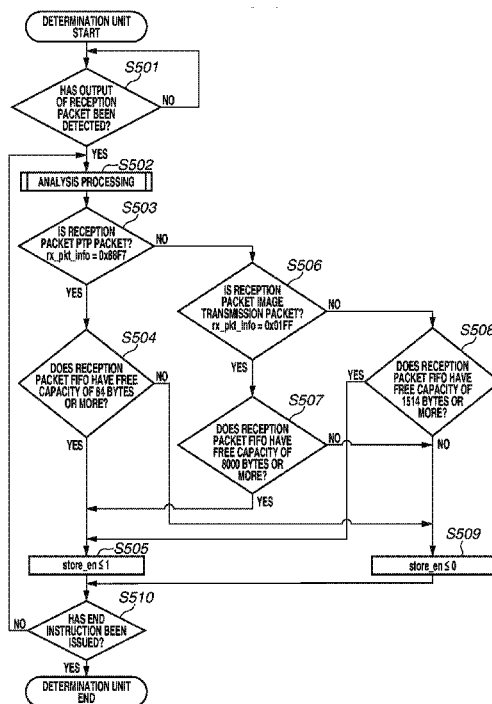 DETERMINATION UNIT
START
S501
HAS OUTPUT
OF RECEPTION
PACKET BEEN
DETECTED?
NO
YES
S502
ANALYSIS PROCESSING
S503
IS RECEPTION
PACKET PTP PACKET?
rx_pkt_info = 0x88F7
NO
YES
S506
IS RECEPTION
PACKET IMAGE
TRANSMISSION PACKET?
rx_pkt_info = 0x01FF
NO
YES
S504
DOES RECEPTION
PACKET FIFO HAVE FREE
CAPACITY OF 84 BYTES
OR MORE?
NO
YES
S508
DOES RECEPTION
PACKET FIFO HAVE
FREE CAPACITY OF
1514 BYTES OR
MORE?
YES
NO
S507
DOES RECEPTION
PACKET FIFO HAVE
FREE CAPACITY OF
8000 BYTES OR
MORE?
NO
YES
S505
store_en ≤ 1
S509
store_en ≤ 0
S510
HAS END
INSTRUCTION BEEN
ISSUED?
NO
YES
DETERMINATION UNIT
END